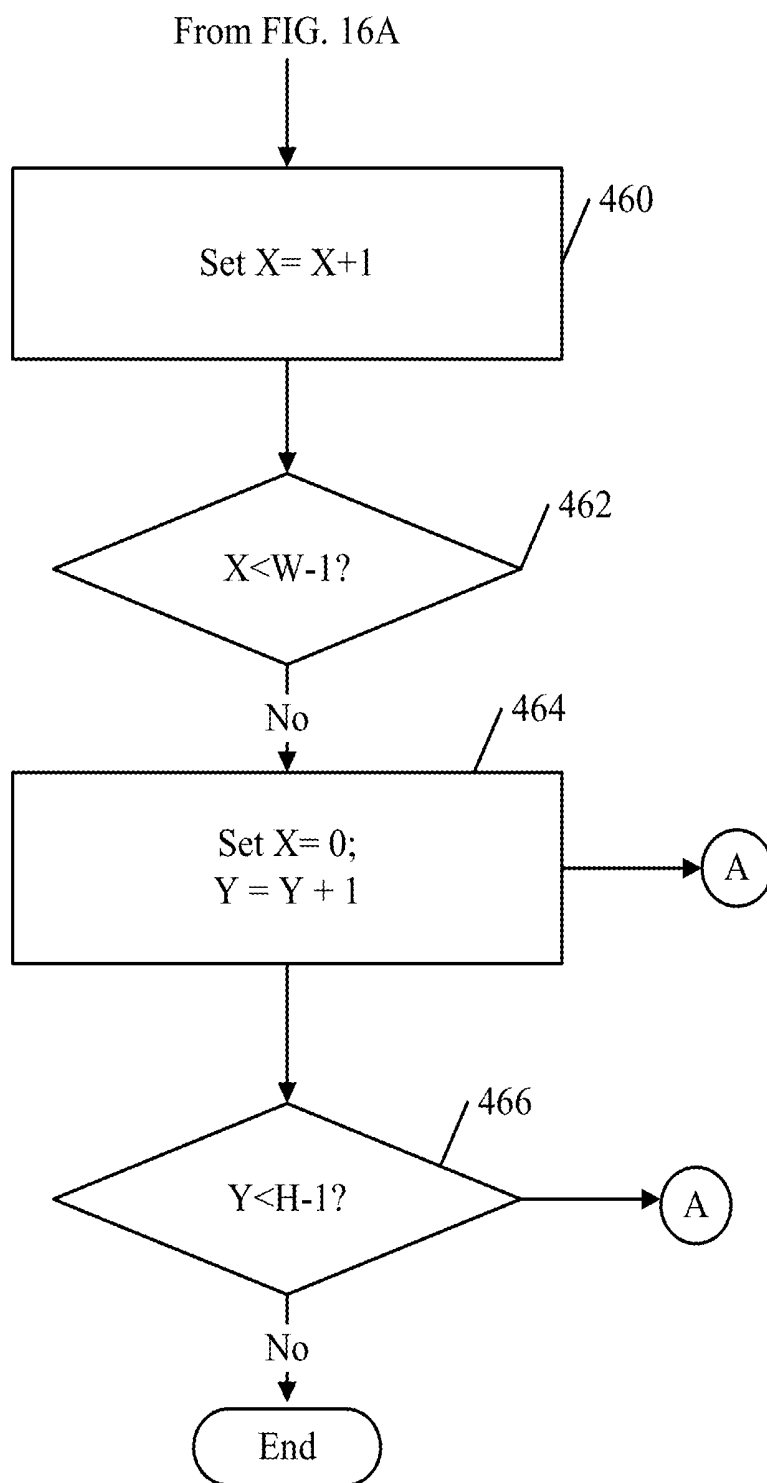 From FIG. 16A
460
Set X= X+1
462
X<W-1?
No
464
Set X= 0;
Y = Y + 1
A
466
Y<H-1?
A
No
End